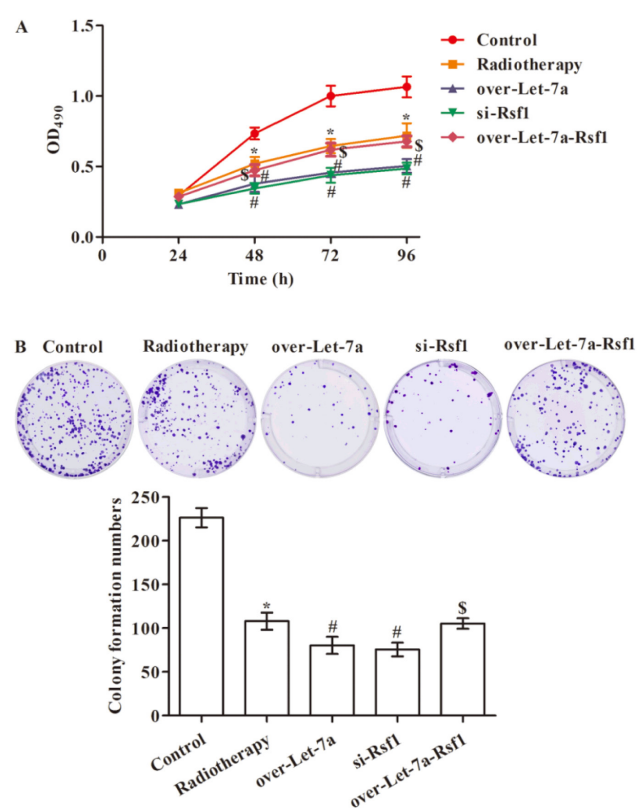 A
1.5
1.0
0.5
0.0
OD490
0
24
48
72
96
Time (h)
Control
Radiotherapy
over-Let-7a
si-Rsf1
over-Let-7a-Rsf1
*
$
#
#
*
$
#
#
*
$
#
#
B
Control
Radiotherapy
over-Let-7a
si-Rsf1
over-Let-7a-Rsf1
Colony formation numbers
250
200
150
100
50
0
*
#
#
$
Control
Radiotherapy
over-Let-7a
si-Rsf1
over-Let-7a-Rsf1